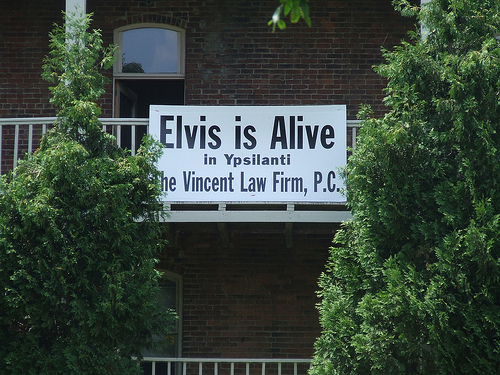 Elvis is Alive
in Ypsilanti
he Vincent Law Firm, P.C.